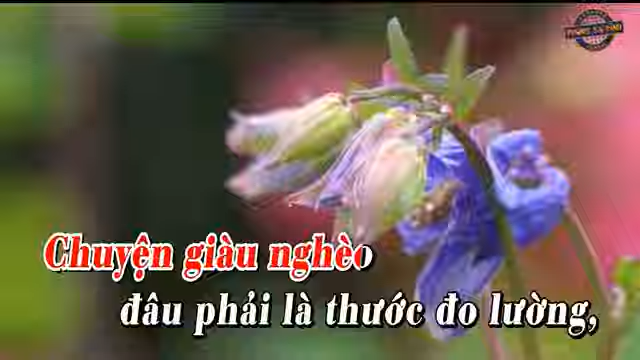 Chuyện giàu nghèo
đâu phải là thước đo lường,